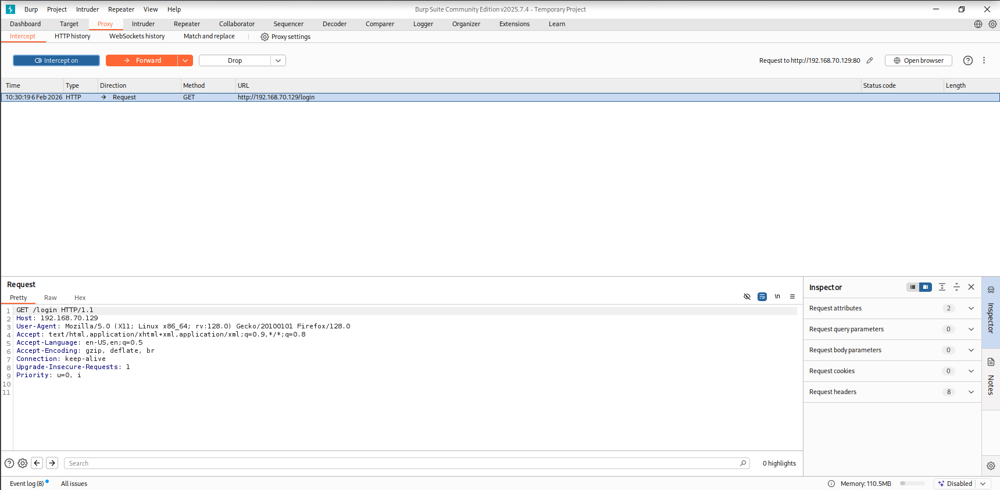 Burp Project Intruder Repeater View Help Burp Suite Community Edition v2025.7.4 - Temporary Project
Dashboard Target Proxy Intruder Repeater Collaborator Sequencer Decoder Comparer Logger Organizer Extensions Learn
Intercept HTTP history WebSockets history Match and replace Proxy settings
Intercept on Forward Drop Request to http://192.168.70.129:80 Open browser
Time Type Direction Method URL Status code Length
10:30:19 6 Feb 2026 HTTP → Request GET http://192.168.70.129/login
Request
Pretty Raw Hex \n
1 GET /login HTTP/1.1
2 Host: 192.168.70.129
3 User-Agent: Mozilla/5.0 (X11; Linux x86_64; rv:128.0) Gecko/20100101 Firefox/128.0
4 Accept: text/html,application/xhtml+xml,application/xml;q=0.9,*/*;q=0.8
5 Accept-Language: en-US,en;q=0.5
6 Accept-Encoding: gzip, deflate, br
7 Connection: keep-alive
8 Upgrade-Insecure-Requests: 1
9 Priority: u=0, i
10
11
Inspector
Request attributes 2
Request query parameters 0
Request body parameters 0
Request cookies 0
Request headers 8
Inspector
Notes
Search 0 highlights
Event log (8) All issues Memory: 110.5MB Disabled